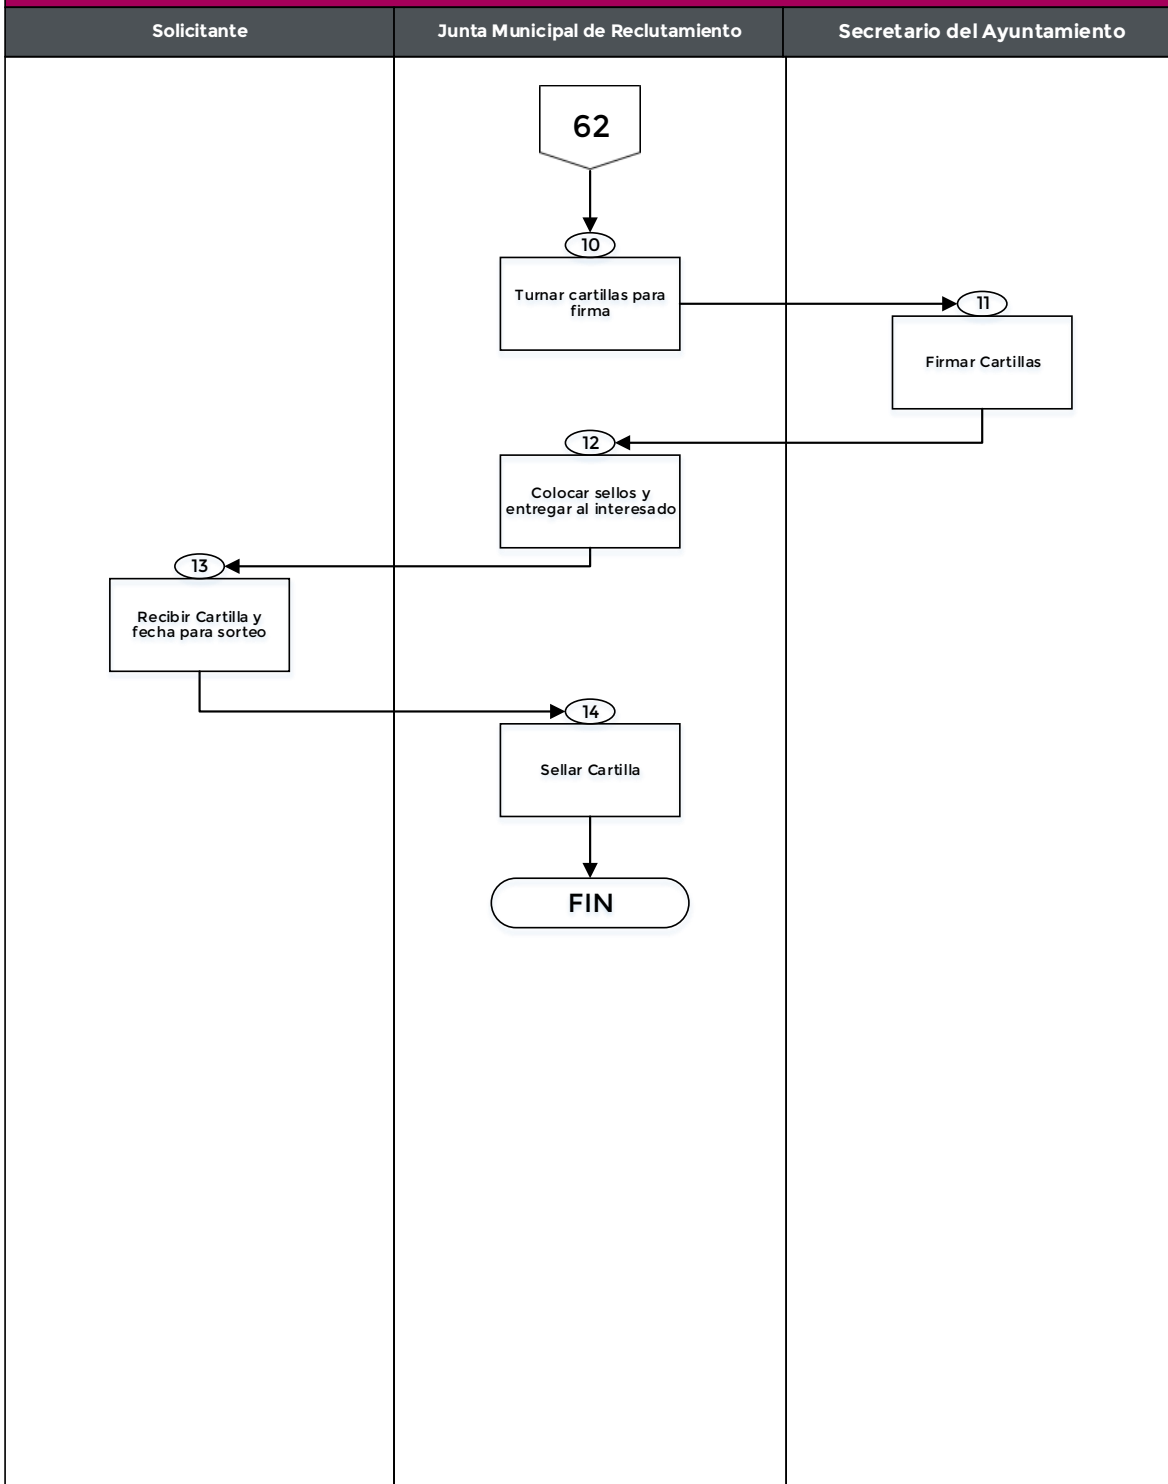 Solicitante
Junta Municipal de Reclutamiento
Secretario del Ayuntamiento
62
10
Turnar cartillas para
firma
11
Firmar Cartillas
12
Colocar sellos y
entregar al interesado
13
Recibir Cartilla y
fecha para sorteo
14
Sellar Cartilla
FIN